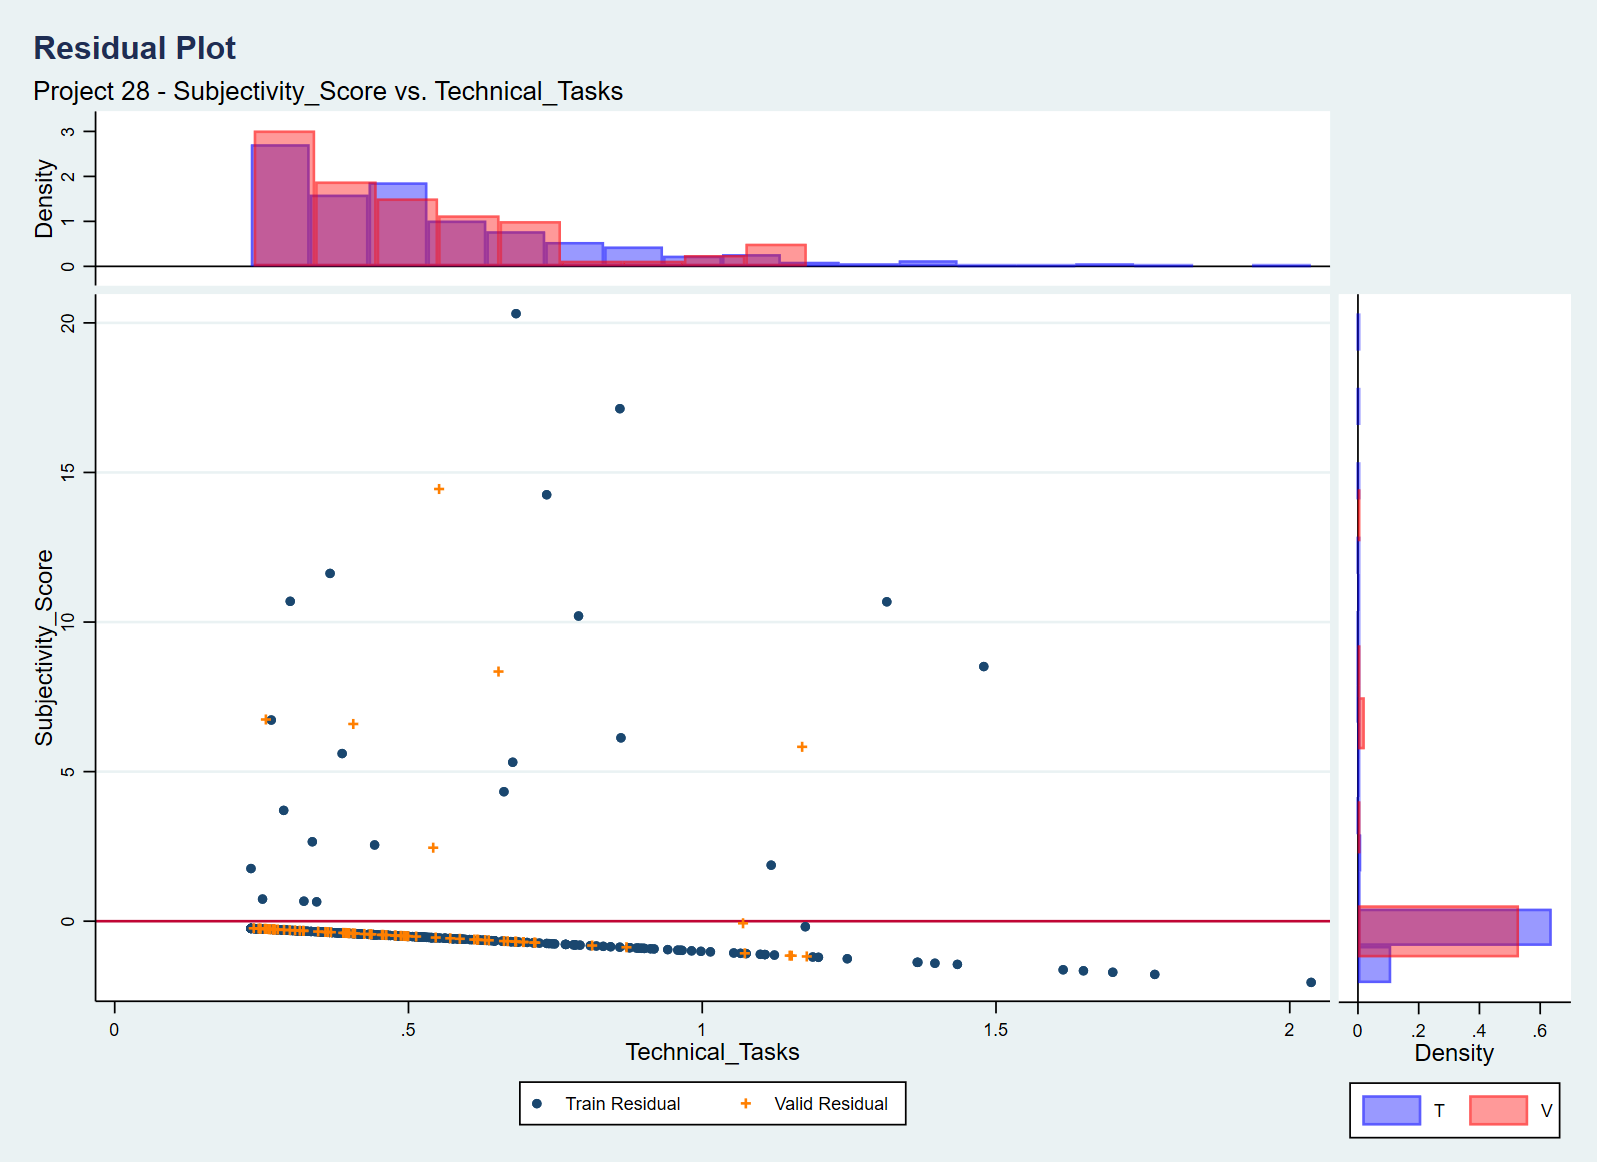 Residual Plot
Project 28 - Subjectivity_Score vs. Technical_Tasks
Density
3
2
1
0
Subjectivity_Score
20
15
10
5
0
0 .5 1 1.5 2
Technical_Tasks
0 .2 .4 .6
Density
Train Residual Valid Residual
T V